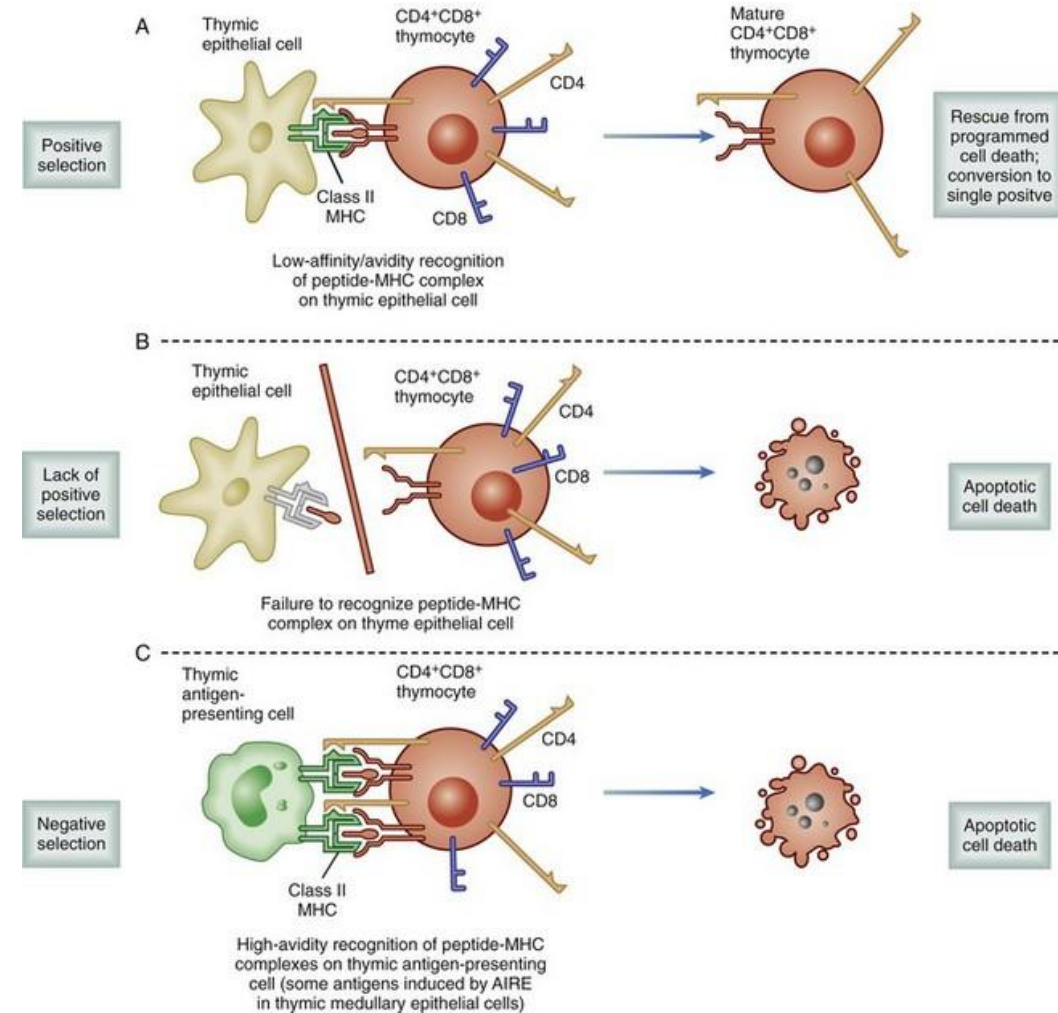 A
Thymic
epithelial cell
CD4+CD8+
thymocyte
CD4
Mature
CD4+CD8+
thymocyte
Positive
selection
Rescue from
programmed
cell death;
conversion to
single positve
Class II
MHC
CD8
Low-affinity/avidity recognition
of peptide-MHC complex
on thymic epithelial cell
B
Thymic
epithelial cell
CD4+CD8+
thymocyte
CD4
CD8
Lack of
positive
selection
Apoptotic
cell death
Failure to recognize peptide-MHC
complex on thyme epithelial cell
C
Thymic
antigen-
presenting cell
CD4+CD8+
thymocyte
CD4
CD8
Negative
selection
Apoptotic
cell death
Class II
MHC
High-avidity recognition of peptide-MHC
complexes on thymic antigen-presenting
cell (some antigens induced by AIRE
in thymic medullary epithelial cells)